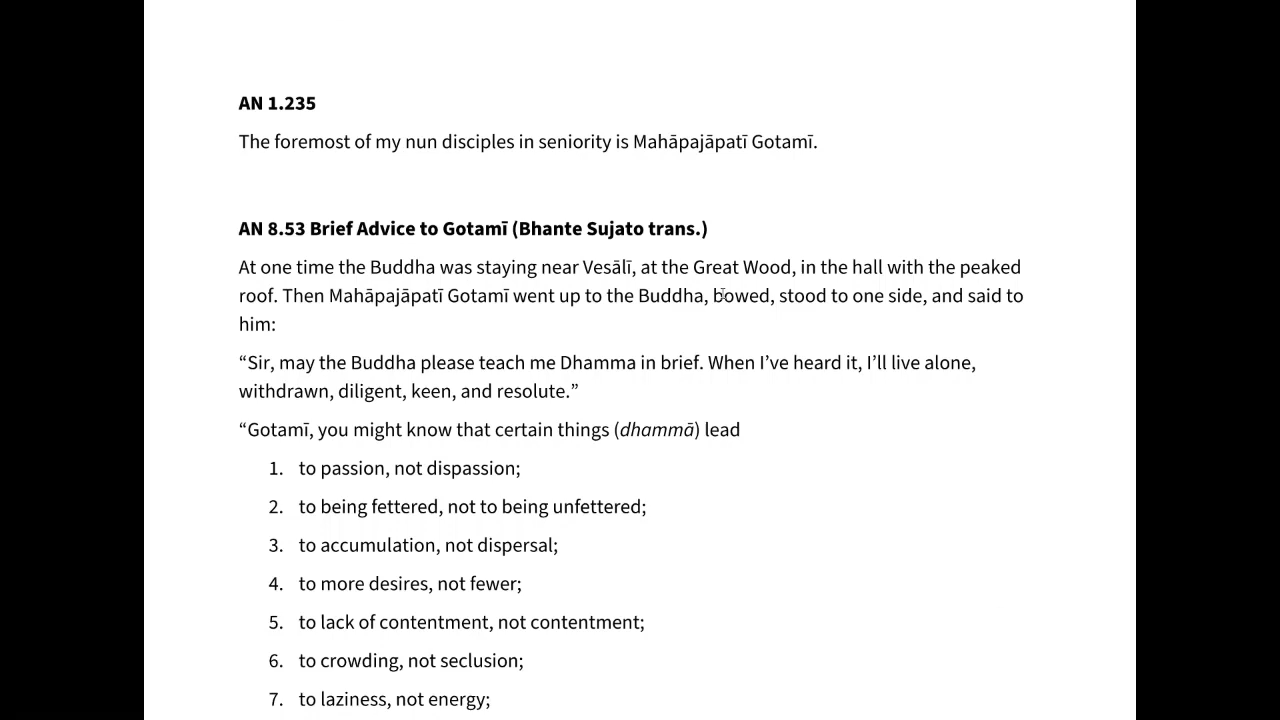 AN 1.235
The foremost of my nun disciples in seniority is Mahāpajāpatī Gotamī.
AN 8.53 Brief Advice to Gotamī (Bhante Sujato trans.)
At one time the Buddha was staying near Vesālī, at the Great Wood, in the hall with the peaked
roof. Then Mahāpajāpatī Gotamī went up to the Buddha, bowed, stood to one side, and said to
him:
“Sir, may the Buddha please teach me Dhamma in brief. When I’ve heard it, I’ll live alone,
withdrawn, diligent, keen, and resolute.”
“Gotamī, you might know that certain things (dhammā) lead
1. to passion, not dispassion;
2. to being fettered, not to being unfettered;
3. to accumulation, not dispersal;
4. to more desires, not fewer;
5. to lack of contentment, not contentment;
6. to crowding, not seclusion;
7. to laziness, not energy;